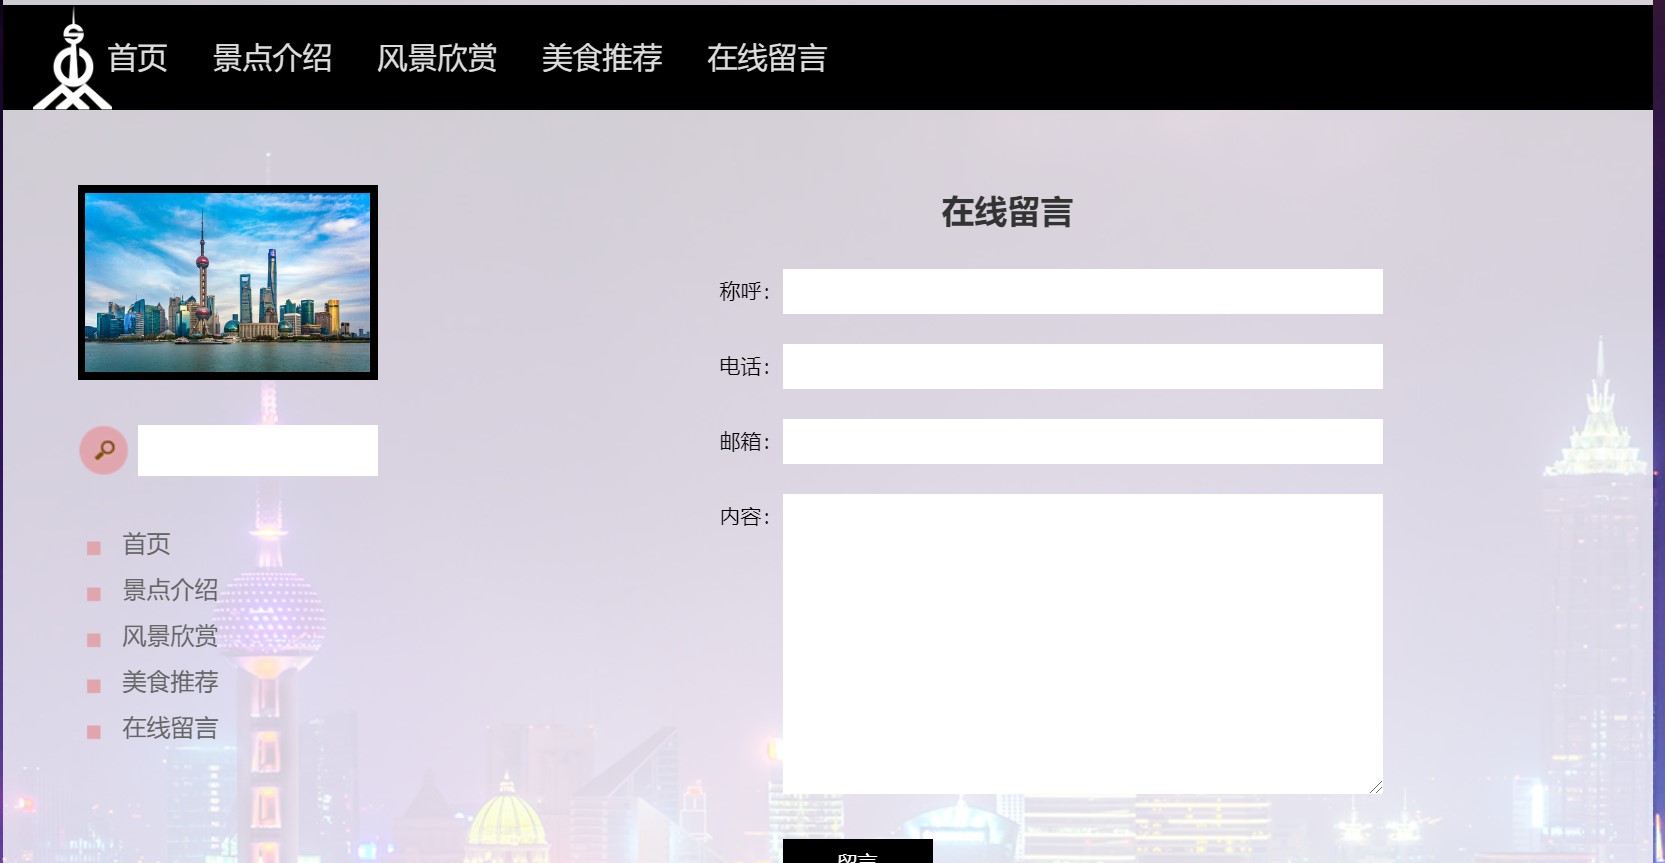 首页 景点介绍 风景欣赏 美食推荐 在线留言
在线留言
称呼：
电话：
邮箱：
内容：
首页
景点介绍
风景欣赏
美食推荐
在线留言
留言